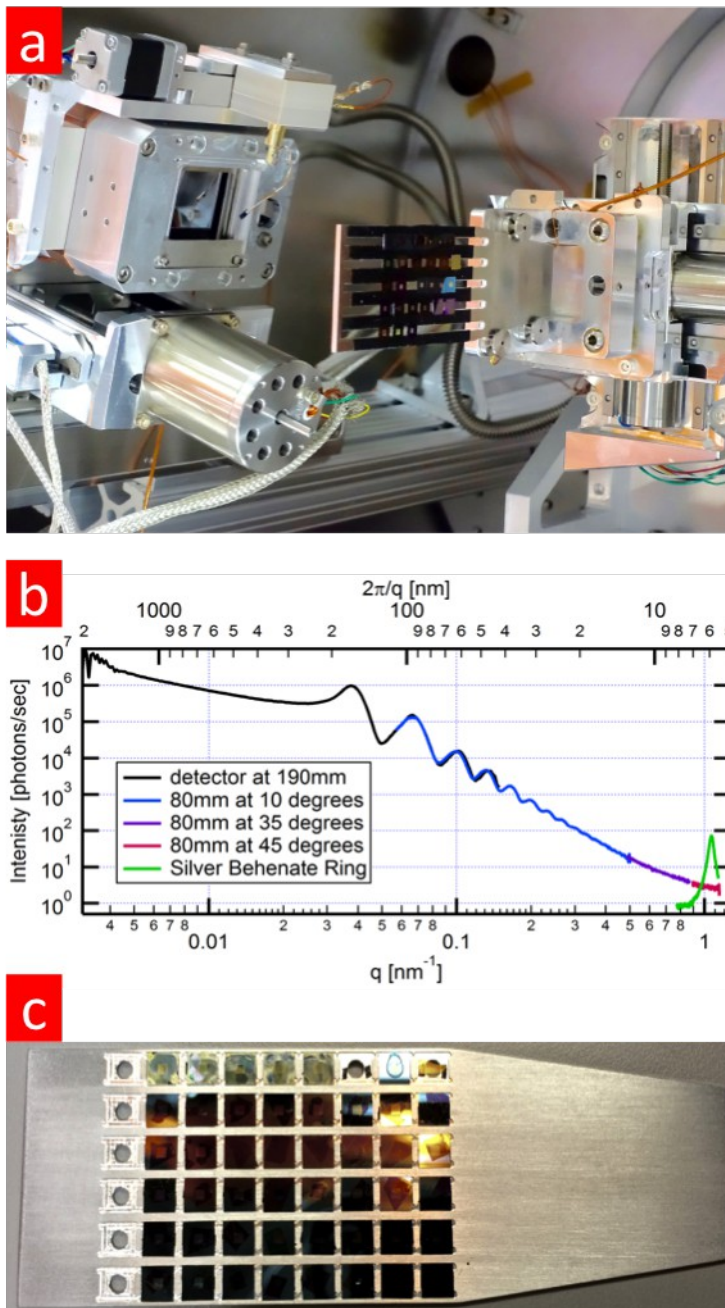 a
b
2π/q [nm]
1000 100 10
2 9 8 7 6 5 4 3 2 9 8 7 6 5 4 3 2 9 8 7 6
10^7
10^6
10^5
10^4
10^3
10^2
10^1
10^0
Intenisty [photons/sec]
detector at 190mm
80mm at 10 degrees
80mm at 35 degrees
80mm at 45 degrees
Silver Behenate Ring
4 5 6 7 8 2 3 4 5 6 7 8 2 3 4 5 6 7 8
0.01 0.1 1
q [nm^-1]
c